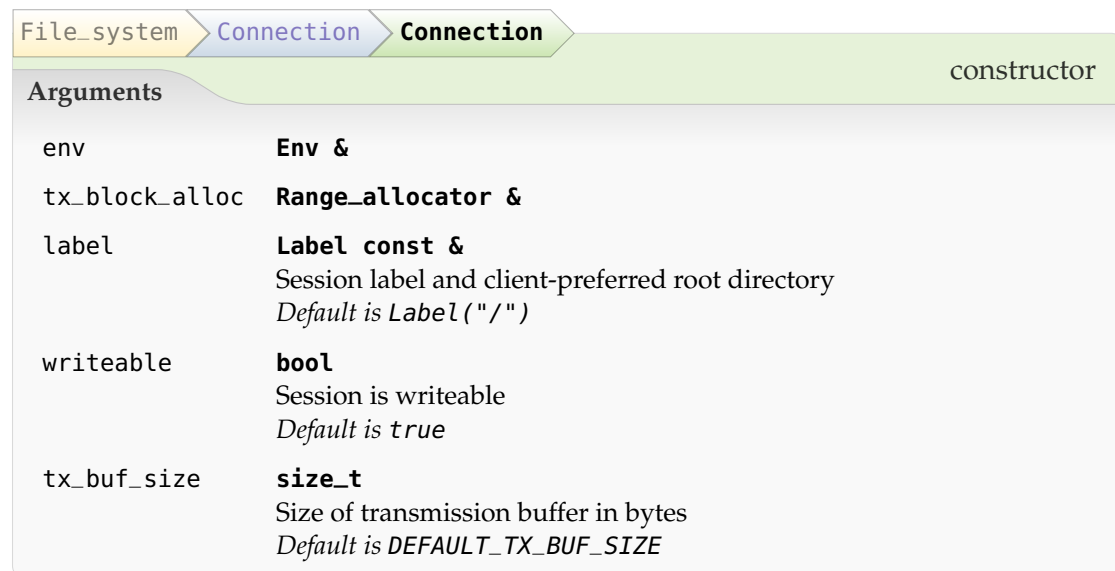 File_system Connection Connection
constructor
Arguments
env Env &
tx_block_alloc Range_allocator &
label Label const &
Session label and client-preferred root directory
Default is Label("/")
writeable bool
Session is writeable
Default is true
tx_buf_size size_t
Size of transmission buffer in bytes
Default is DEFAULT_TX_BUF_SIZE